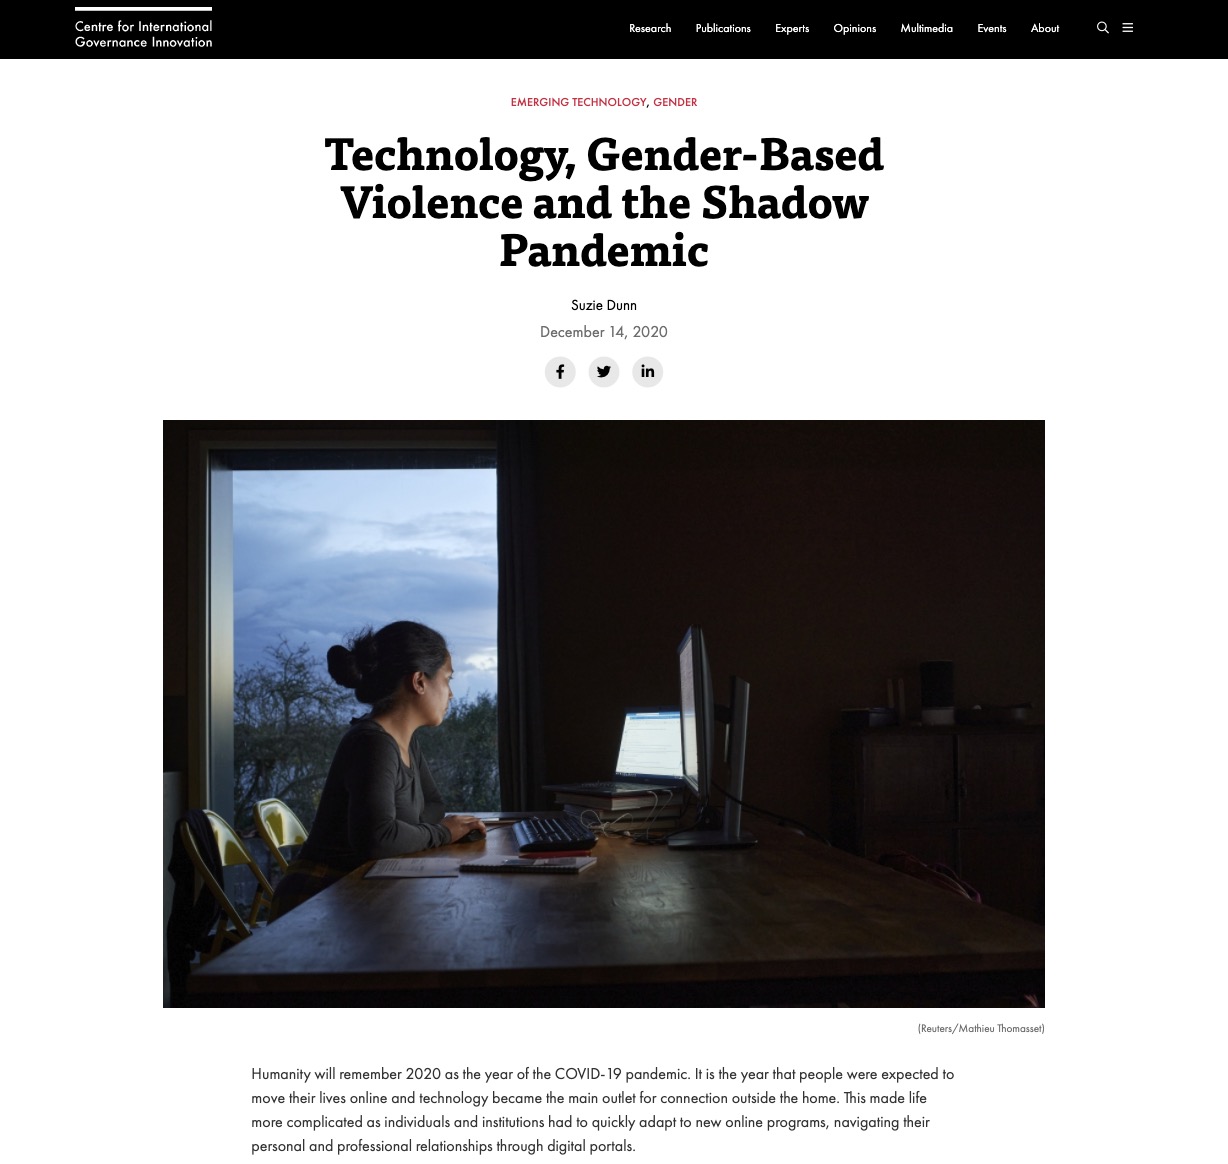 Centre for International
Governance Innovation
Research Publications Experts Opinions Multimedia Events About
EMERGING TECHNOLOGY, GENDER
Technology, Gender-Based
Violence and the Shadow
Pandemic
Suzie Dunn
December 14, 2020
(Reuters/Mathieu Thomasset)
Humanity will remember 2020 as the year of the COVID-19 pandemic. It is the year that people were expected to
move their lives online and technology became the main outlet for connection outside the home. This made life
more complicated as individuals and institutions had to quickly adapt to new online programs, navigating their
personal and professional relationships through digital portals.